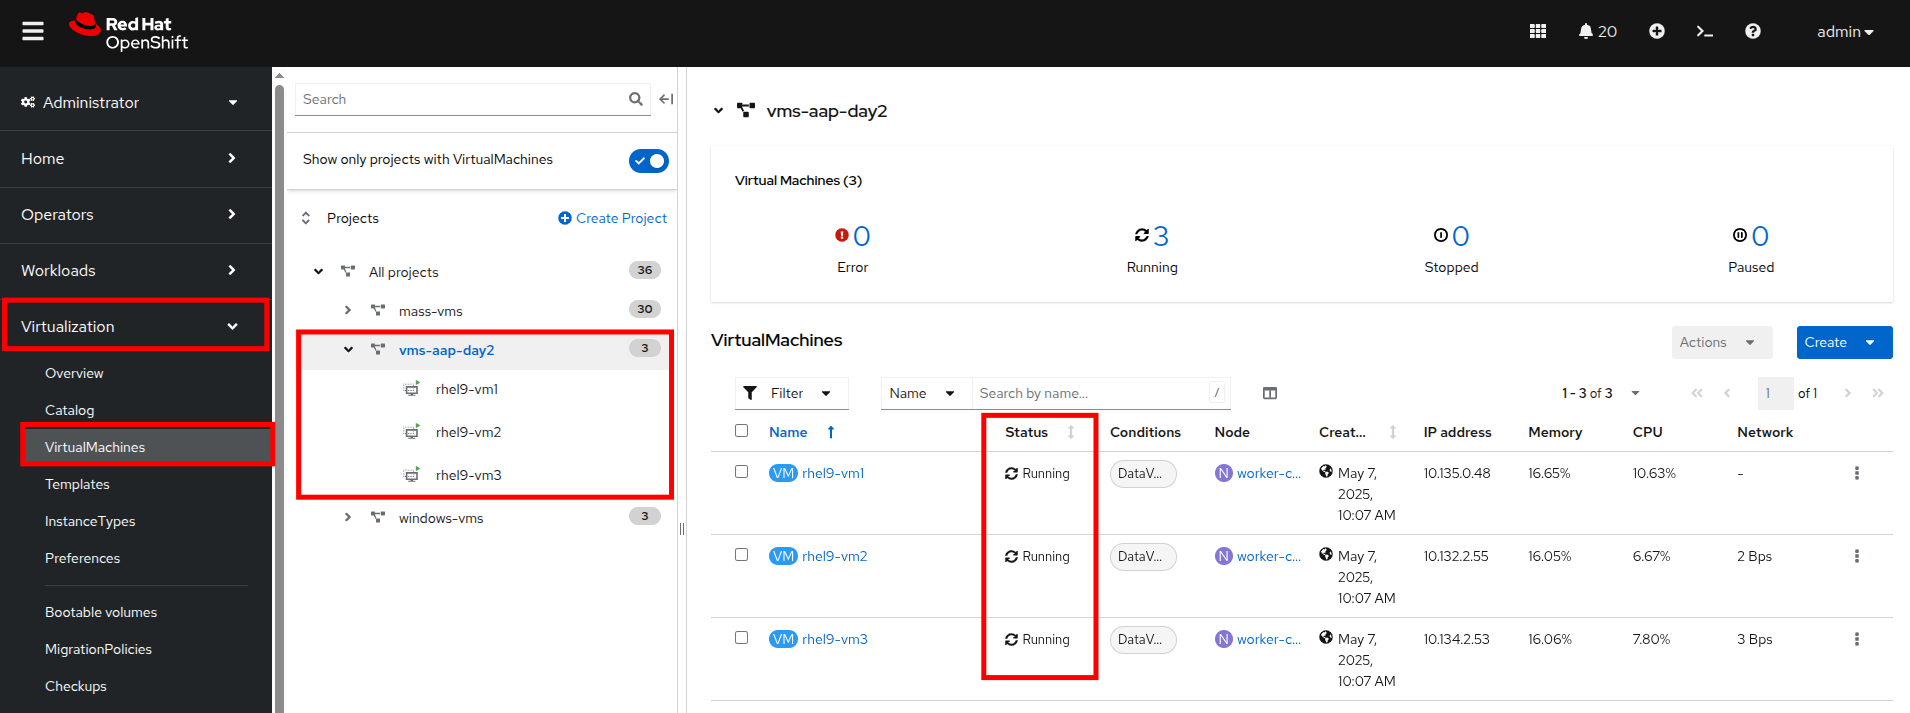 Red Hat
OpenShift
20
admin
Administrator
Home
Operators
Workloads
Virtualization
Overview
Catalog
VirtualMachines
Templates
InstanceTypes
Preferences
Bootable volumes
MigrationPolicies
Checkups
Search
Show only projects with VirtualMachines
Projects
Create Project
All projects 36
mass-vms 30
vms-aap-day2 3
rhel9-vm1
rhel9-vm2
rhel9-vm3
windows-vms 3
vms-aap-day2
Virtual Machines (3)
0 3 0 0
Error Running Stopped Paused
VirtualMachines
Actions
Create
Filter Name Search by name... / 1 - 3 of 3 1 of 1
Name Status Conditions Node Creat... IP address Memory CPU Network
VM rhel9-vm1 Running DataV... N worker-c... May 7, 10.135.0.48 16.65% 10.63% -
2025,
10:07 AM
VM rhel9-vm2 Running DataV... N worker-c... May 7, 10.132.2.55 16.05% 6.67% 2 Bps
2025,
10:07 AM
VM rhel9-vm3 Running DataV... N worker-c... May 7, 10.134.2.53 16.06% 7.80% 3 Bps
2025,
10:07 AM